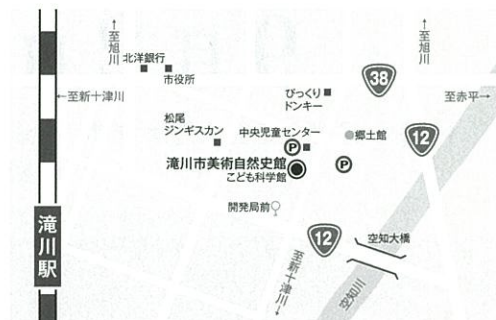 ↑至旭川
↑至旭川
北洋銀行
市役所
38
びっくり
ドンキー
←至新十津川
至赤平→
松尾
ジンギスカン
中央児童センター
郷土館
12
P
滝川市美術自然史館
こども科学館
P
開発局前
滝川駅
12
空知大橋
←至新十津川
空知川